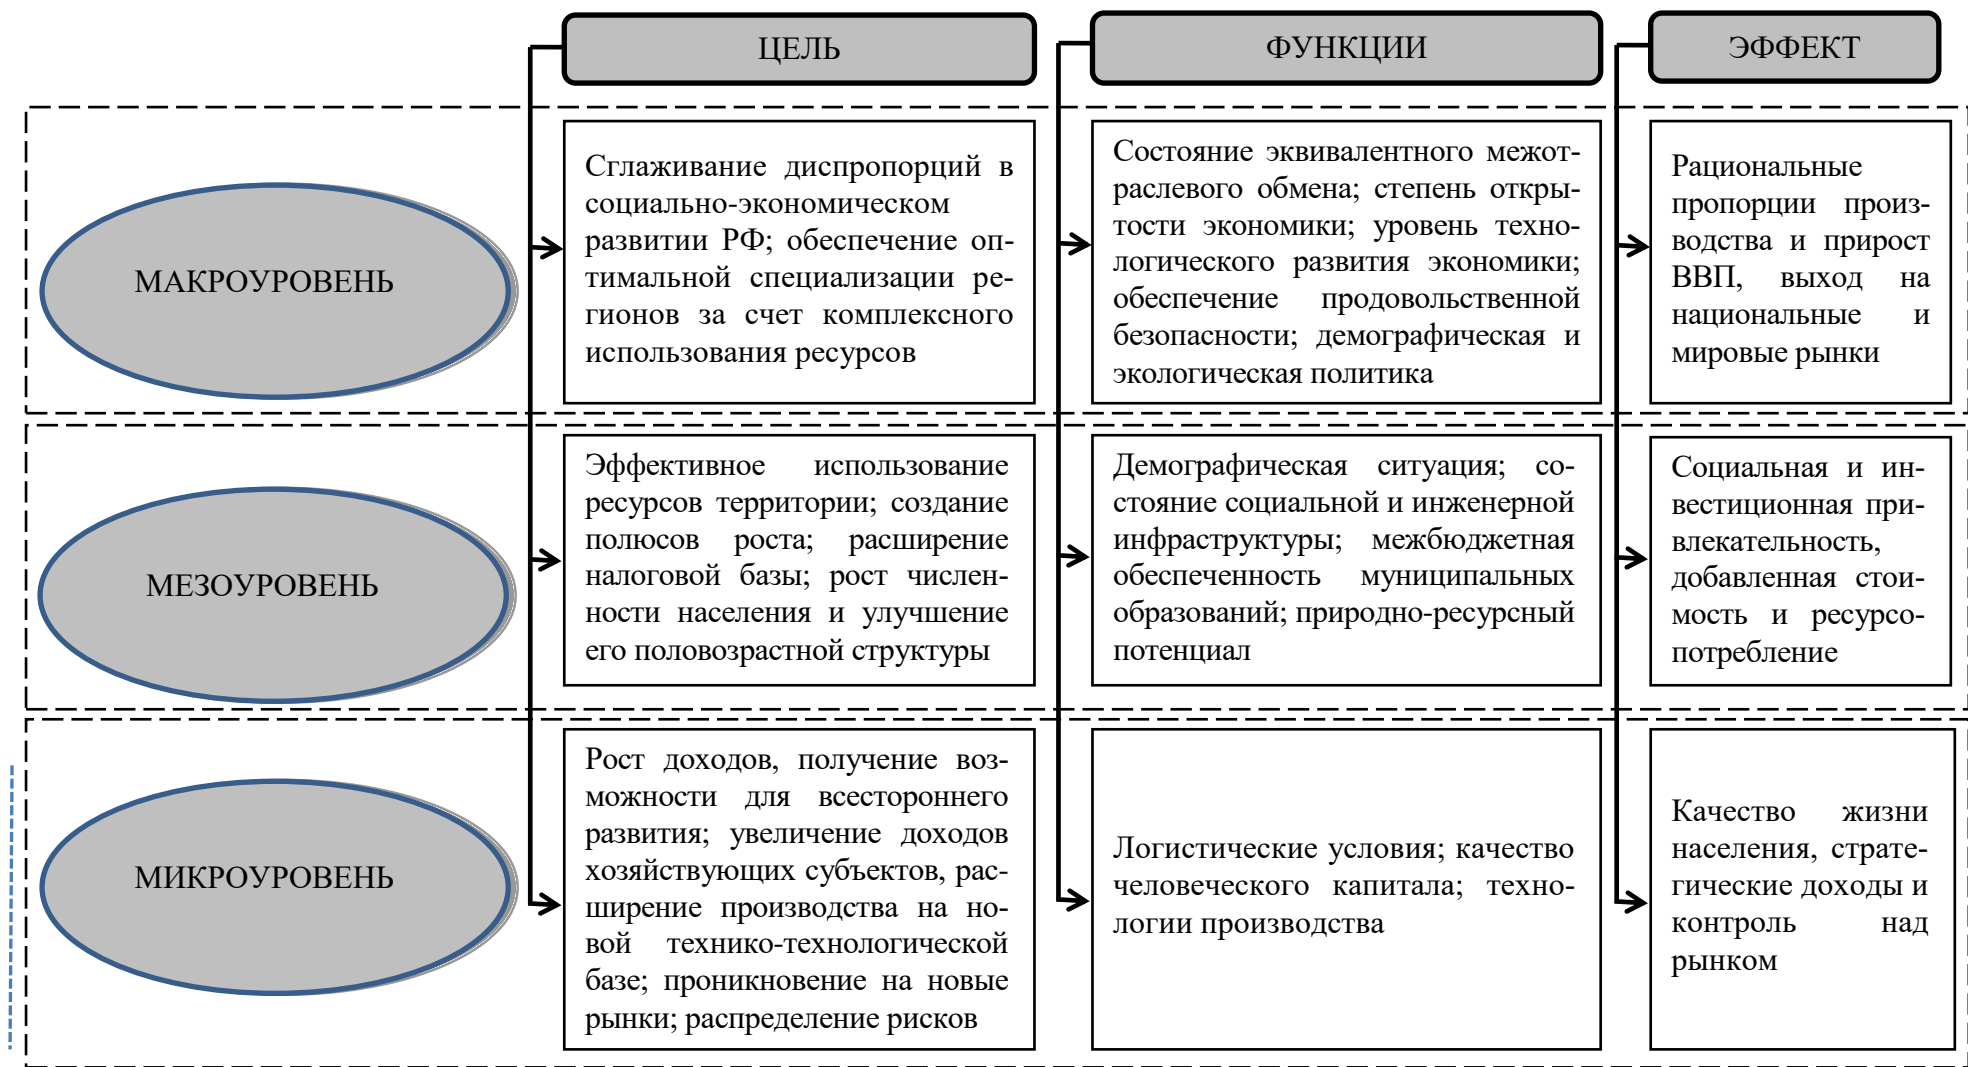 ЦЕЛЬ
ФУНКЦИИ
ЭФФЕКТ
МАКРОУРОВЕНЬ
Сглаживание диспропорций в
социально-экономическом
развитии РФ; обеспечение оп-
тимальной специализации ре-
гионов за счет комплексного
использования ресурсов
Состояние эквивалентного межот-
раслевого обмена; степень откры-
тости экономики; уровень техно-
логического развития экономики;
обеспечение продовольственной
безопасности; демографическая и
экологическая политика
Рациональные
пропорции произ-
водства и прирост
ВВП, выход на
национальные и
мировые рынки
МЕЗОУРОВЕНЬ
Эффективное использование
ресурсов территории; создание
полюсов роста; расширение
налоговой базы; рост числен-
ности населения и улучшение
его половозрастной структуры
Демографическая ситуация; со-
стояние социальной и инженерной
инфраструктуры; межбюджетная
обеспеченность муниципальных
образований; природно-ресурсный
потенциал
Социальная и ин-
вестиционная при-
влекательность,
добавленная стои-
мость и ресурсо-
потребление
МИКРОУРОВЕНЬ
Рост доходов, получение воз-
можности для всестороннего
развития; увеличение доходов
хозяйствующих субъектов, рас-
ширение производства на но-
вой технико-технологической
базе; проникновение на новые
рынки; распределение рисков
Логистические условия; качество
человеческого капитала; техно-
логии производства
Качество жизни
населения, страте-
гические доходы и
контроль над
рынком